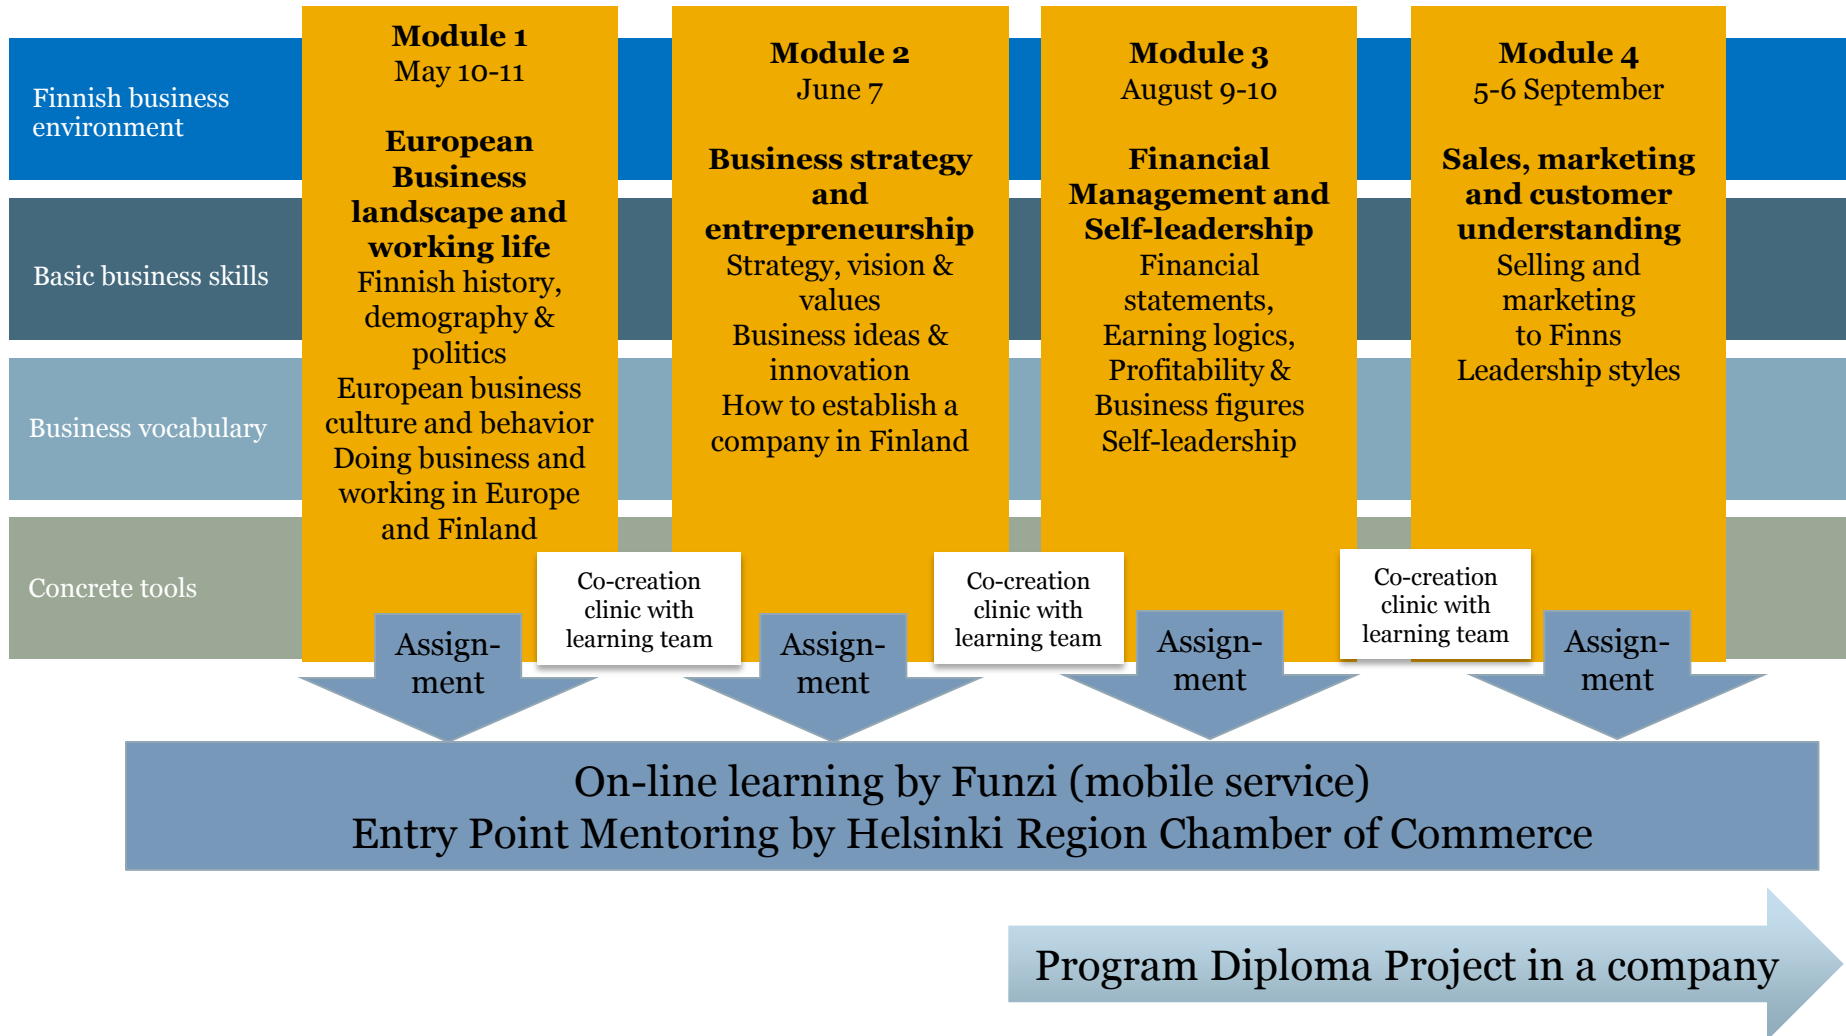 Finnish business
environment
Basic business skills
Business vocabulary
Concrete tools
Module 1
May 10-11
European
Business
landscape and
working life
Finnish history,
demography &
politics
European business
culture and behavior
Doing business and
working in Europe
and Finland
Module 2
June 7
Business strategy
and
entrepreneurship
Strategy, vision &
values
Business ideas &
innovation
How to establish a
company in Finland
Module 3
August 9-10
Financial
Management and
Self-leadership
Financial
statements,
Earning logics,
Profitability &
Business figures
Self-leadership
Module 4
5-6 September
Sales, marketing
and customer
understanding
Selling and
marketing
to Finns
Leadership styles
Co-creation
clinic with
learning team
Co-creation
clinic with
learning team
Co-creation
clinic with
learning team
Assign-
ment
Assign-
ment
Assign-
ment
Assign-
ment
On-line learning by Funzi (mobile service)
Entry Point Mentoring by Helsinki Region Chamber of Commerce
Program Diploma Project in a company